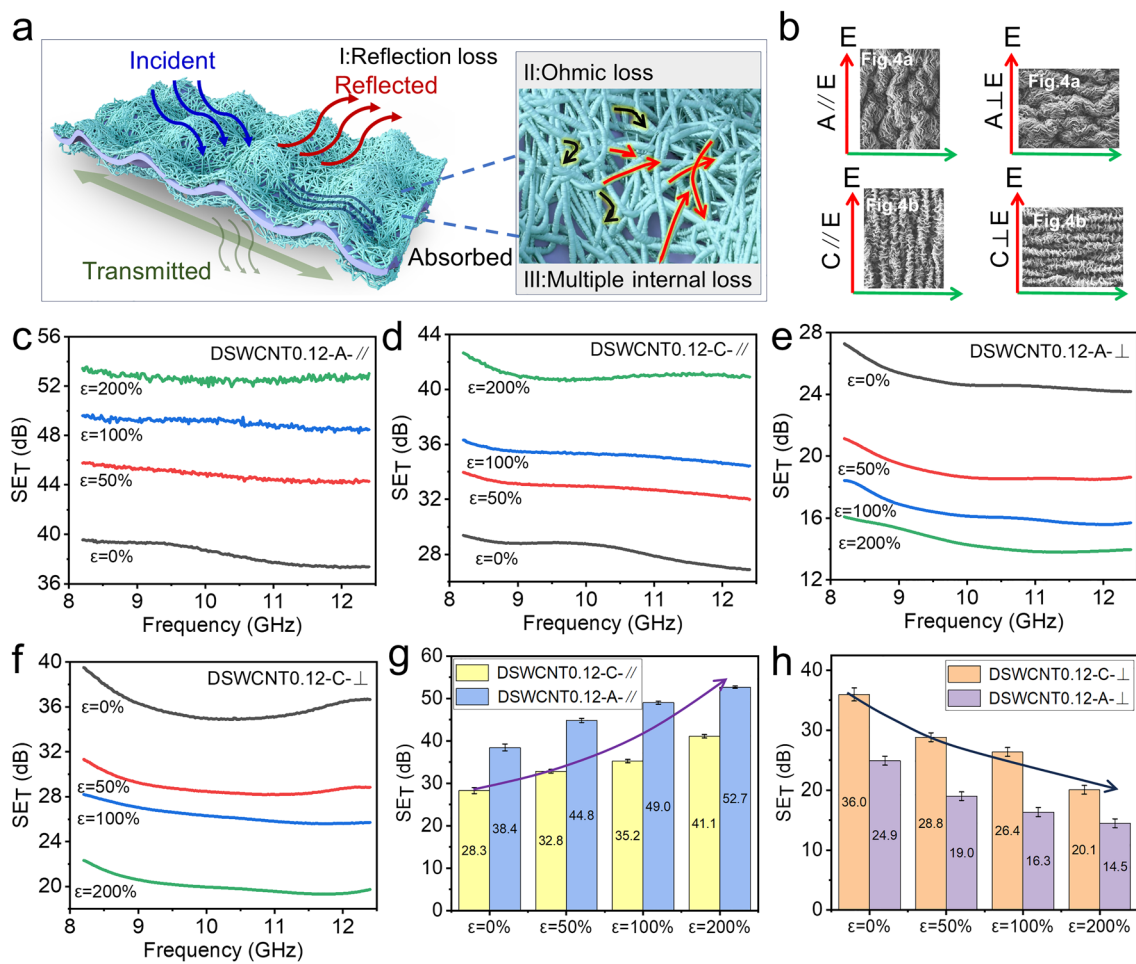 a
Incident
I:Reflection loss
Reflected
Transmitted
Absorbed
II:Ohmic loss
III:Multiple internal loss
b
E
A // E
Fig.4a
E
A⊥E
Fig.4a
E
C // E
Fig.4b
E
C⊥E
Fig.4b
c
DSWCNT0.12-A- //
ε=200%
ε=100%
ε=50%
ε=0%
56
52
48
44
40
36
SET (dB)
8 9 10 11 12
Frequency (GHz)
d
DSWCNT0.12-C- //
ε=200%
ε=100%
ε=50%
ε=0%
44
40
36
32
28
SET (dB)
8 9 10 11 12
Frequency (GHz)
e
DSWCNT0.12-A-⊥
ε=0%
ε=50%
ε=100%
ε=200%
28
24
20
16
12
SET (dB)
8 9 10 11 12
Frequency (GHz)
f
DSWCNT0.12-C-⊥
ε=0%
ε=50%
ε=100%
ε=200%
40
36
32
28
24
20
SET (dB)
8 9 10 11 12
Frequency (GHz)
g
DSWCNT0.12-C-//
DSWCNT0.12-A-//
60
50
40
30
20
10
0
SET (dB)
28.3 38.4 32.8 44.8 35.2 49.0 41.1 52.7
ε=0% ε=50% ε=100% ε=200%
h
DSWCNT0.12-C-⊥
DSWCNT0.12-A-⊥
40
30
20
10
0
SET (dB)
36.0 24.9 28.8 19.0 26.4 16.3 20.1 14.5
ε=0% ε=50% ε=100% ε=200%